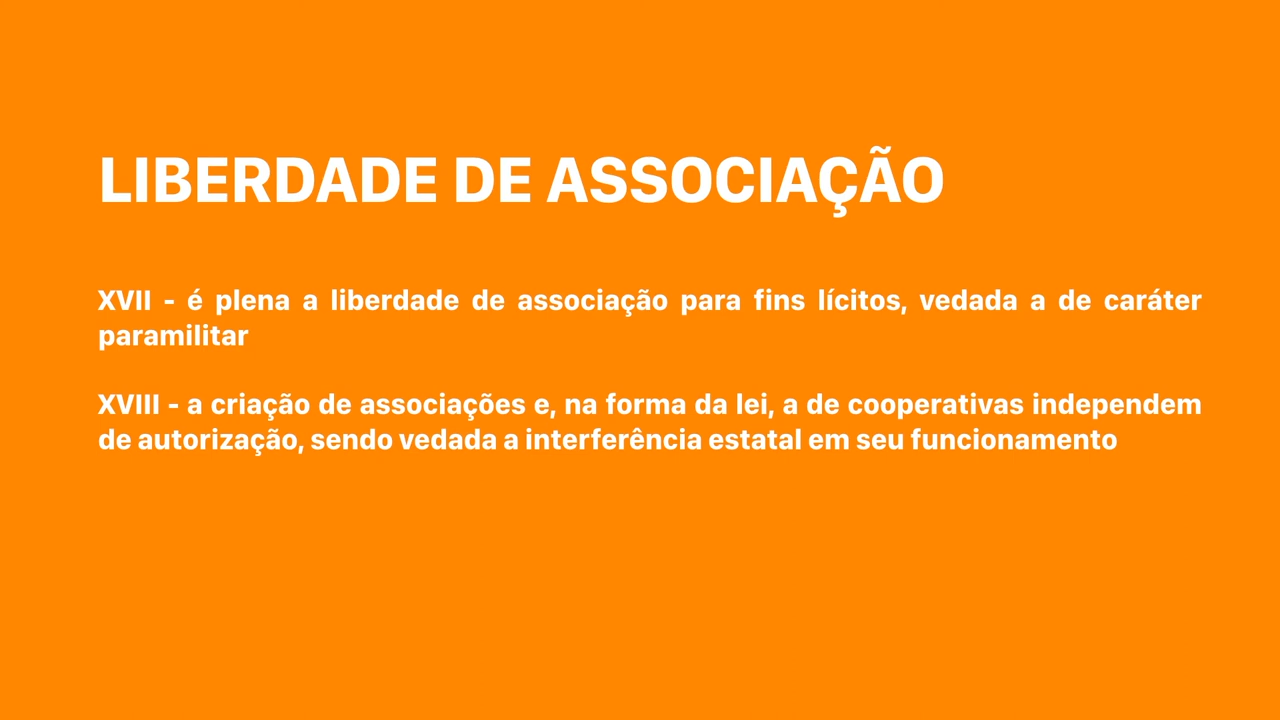 LIBERDADE DE ASSOCIAÇÃO
XVII - é plena a liberdade de associação para fins lícitos, vedada a de caráter
paramilitar
XVIII - a criação de associações e, na forma da lei, a de cooperativas independem
de autorização, sendo vedada a interferência estatal em seu funcionamento